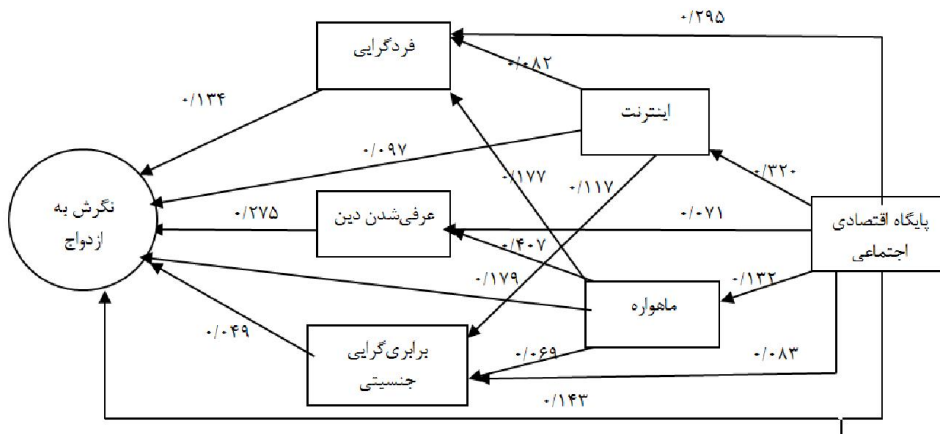 ۰/۲۹۵
فردگرایی
۰/۰۸۲
۰/۱۳۴
اینترنت
۰/۰۹۷
۰/۱۷۷
۰/۱۱۷
۰/۳۲۰
نگرش به
ازدواج
۰/۲۷۵
عرفی‌شدن دین
۰/۰۷۱
پایگاه اقتصادی
اجتماعی
۰/۴۰۷
۰/۱۷۹
۰/۱۳۲
ماهواره
۰/۰۴۹
برابری‌گرایی
جنسیتی
۰/۰۶۹
۰/۰۸۳
۰/۱۴۳